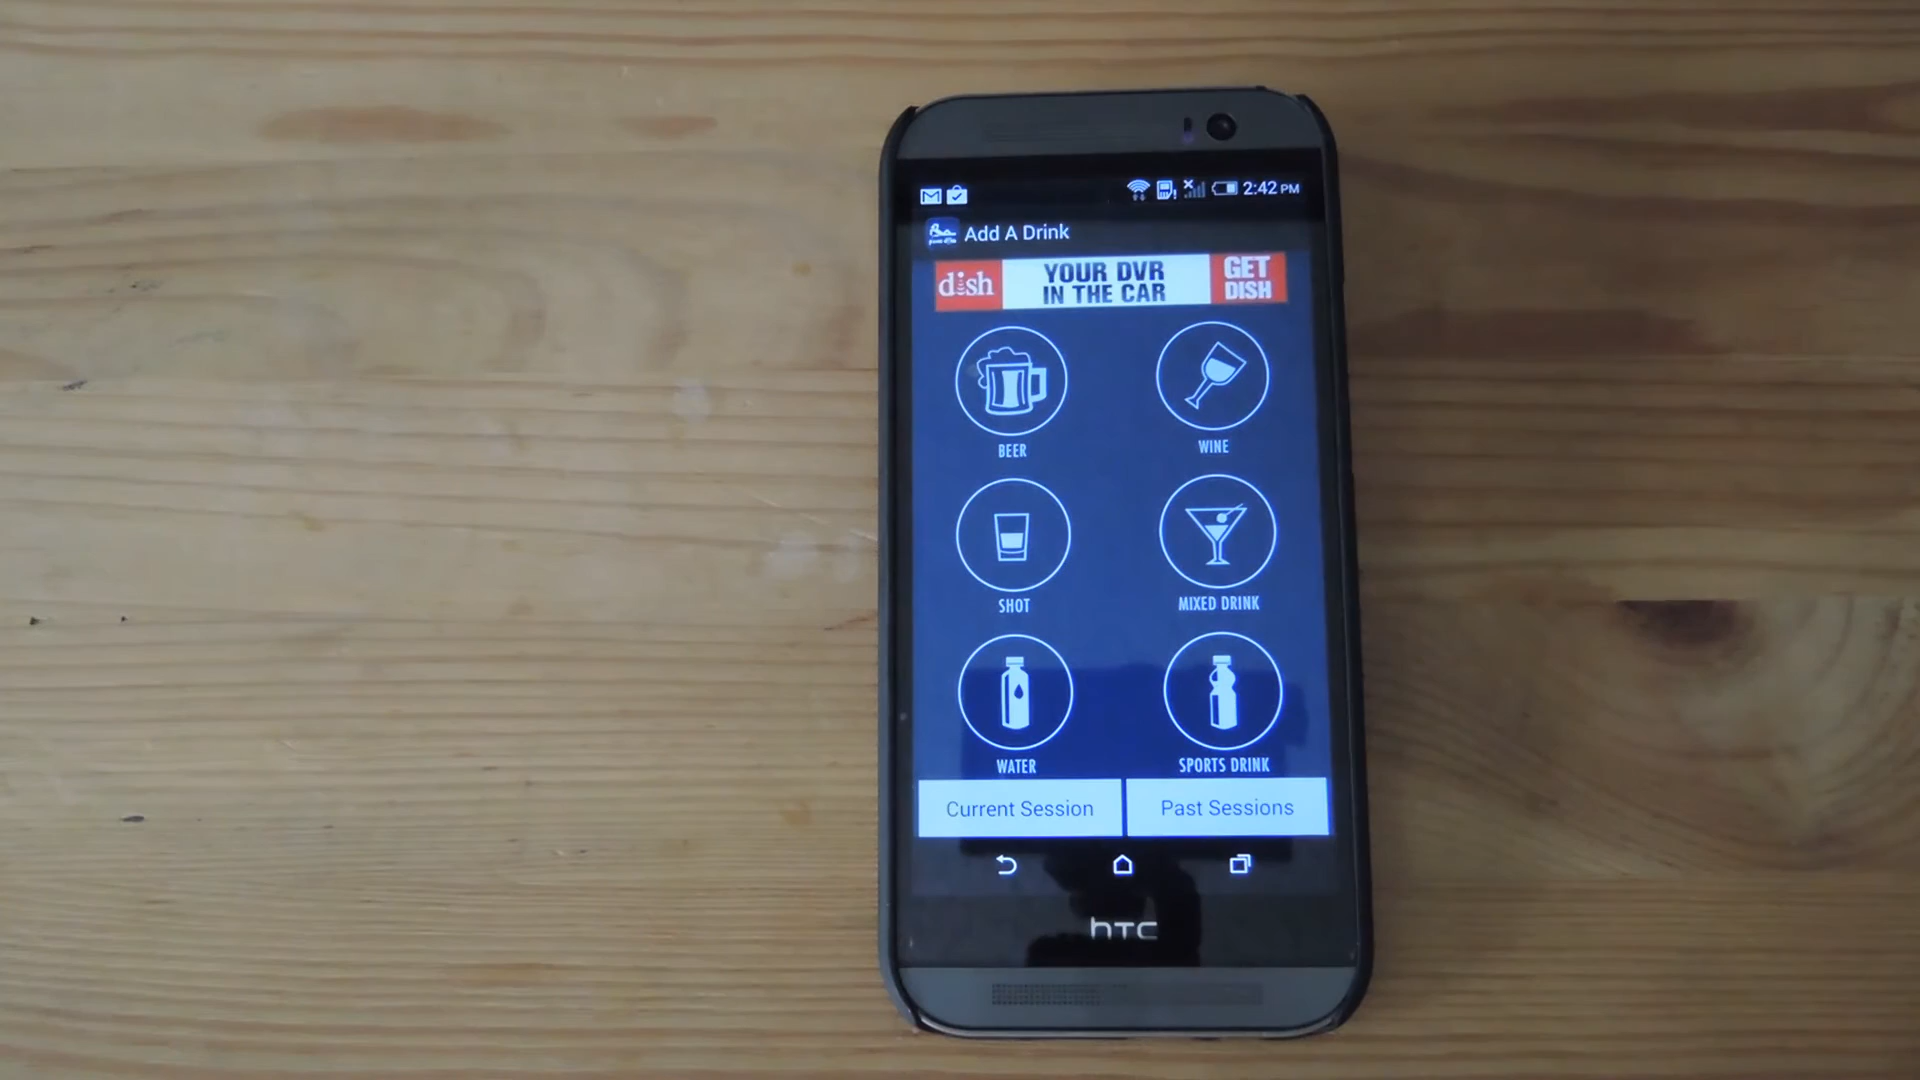 2:42 PM
Add A Drink
dish
YOUR DVR
IN THE CAR
GET
DISH
BEER
WINE
SHOT
MIXED DRINK
WATER
SPORTS DRINK
Current Session
Past Sessions
hTC